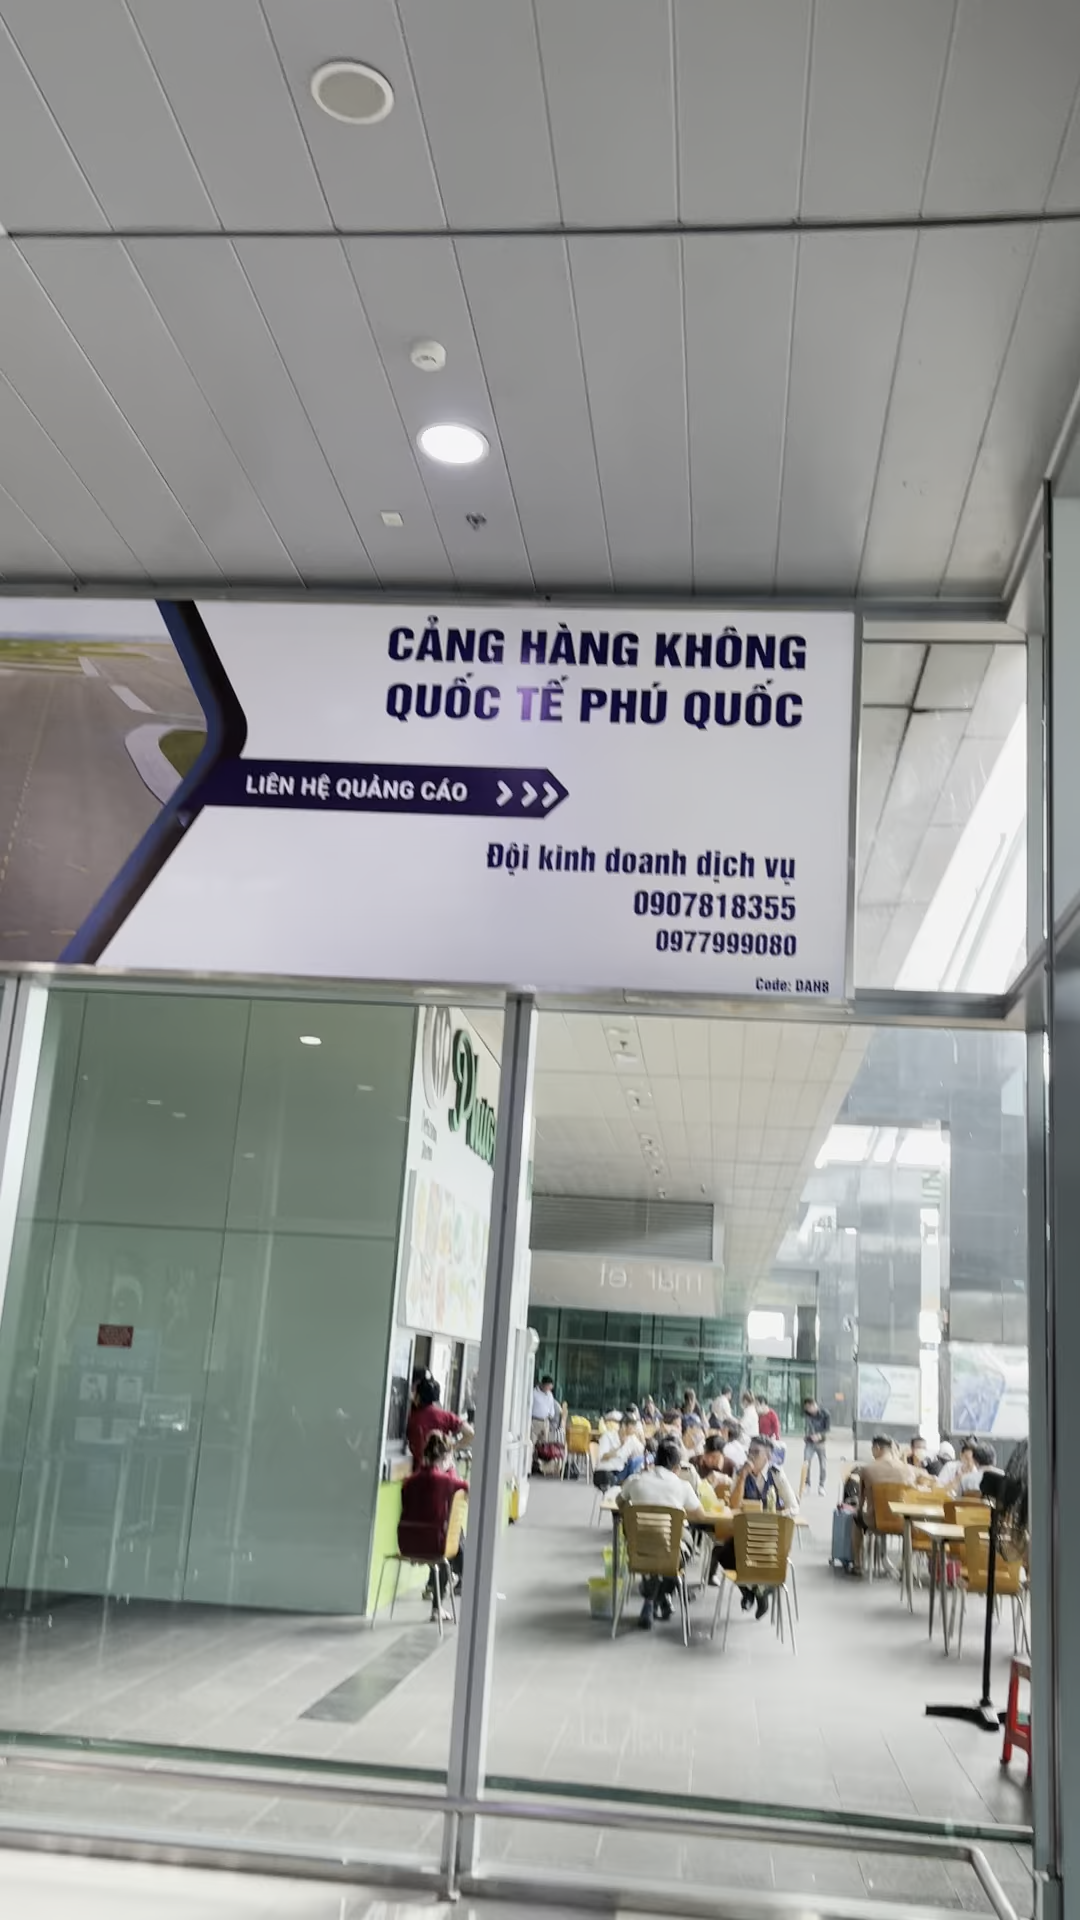 CẢNG HÀNG KHÔNG
QUỐC TẾ PHÚ QUỐC
LIÊN HỆ QUẢNG CÁO
Đội kinh doanh dịch vụ
0907818355
0977999080
Code: DAH8